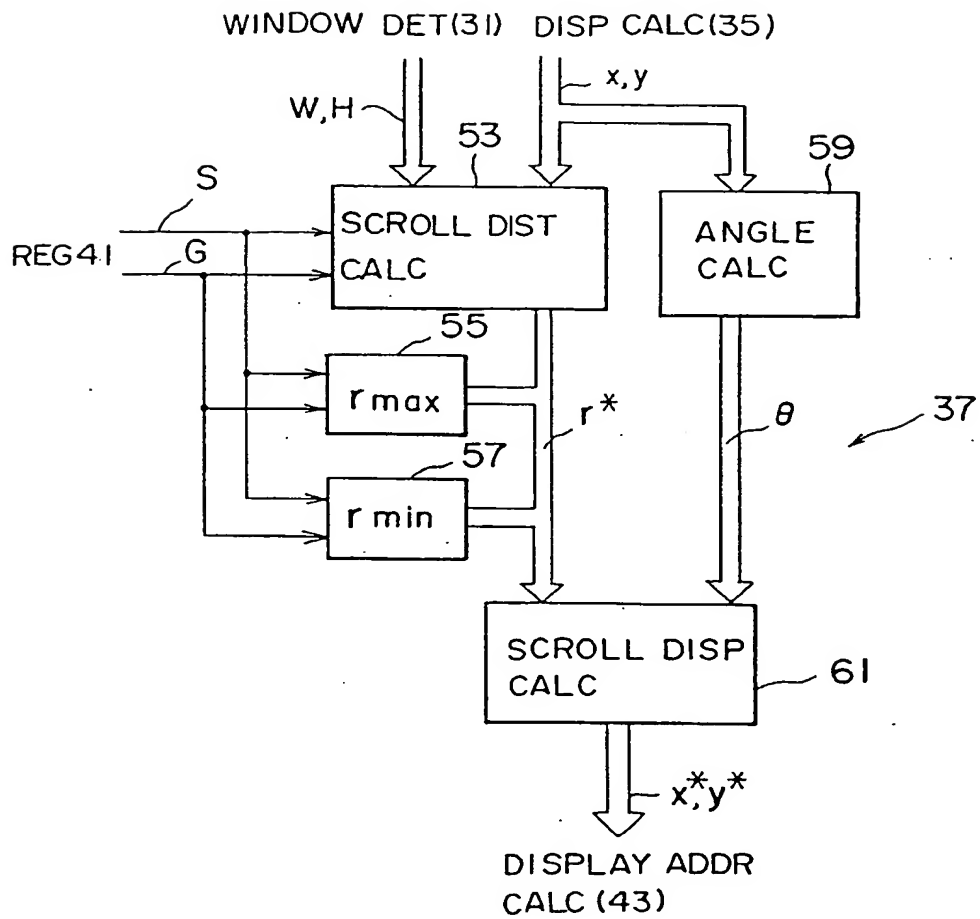 WINDOW DET(31) DISP CALC(35)
x,y
W,H
53
59
S
SCROLL DIST
CALC
ANGLE
CALC
REG41
G
55
r max
r*
θ
37
57
r min
SCROLL DISP
CALC
61
x*,y*
DISPLAY ADDR
CALC (43)